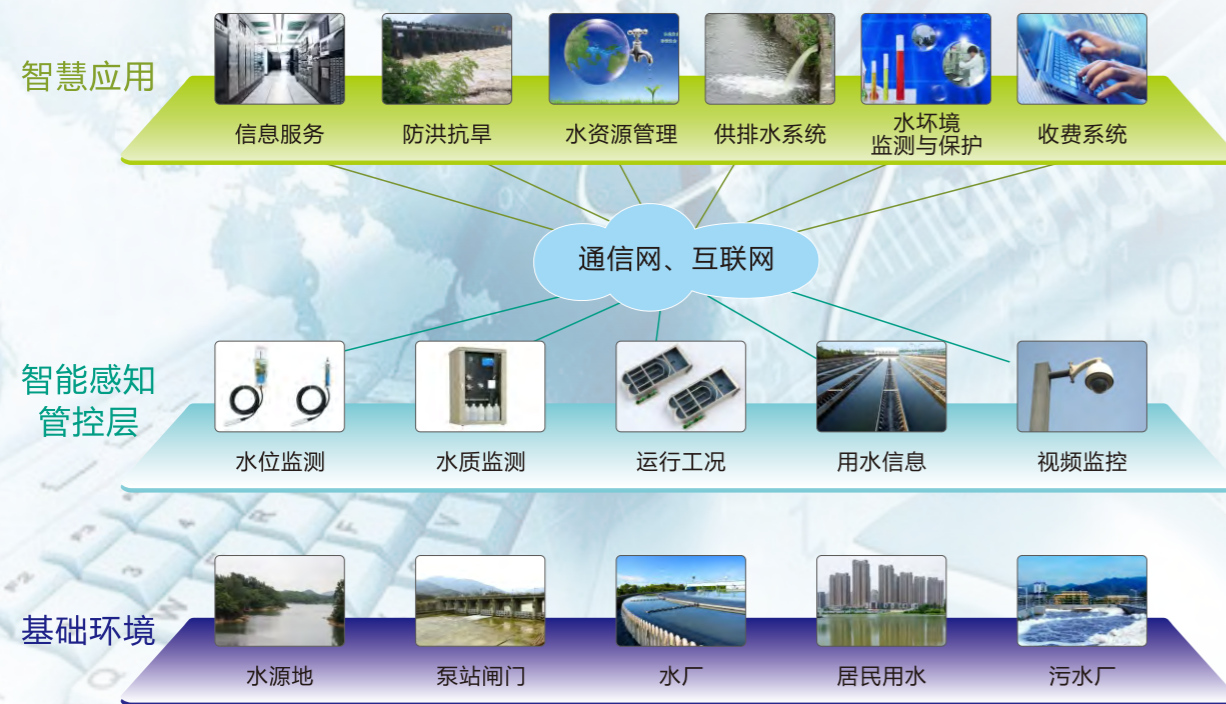 智慧应用
信息服务
防洪抗旱
水资源管理
供排水系统
水坏境
监测与保护
收费系统
通信网、互联网
智能感知
管控层
水位监测
水质监测
运行工况
用水信息
视频监控
基础环境
水源地
泵站闸门
水厂
居民用水
污水厂